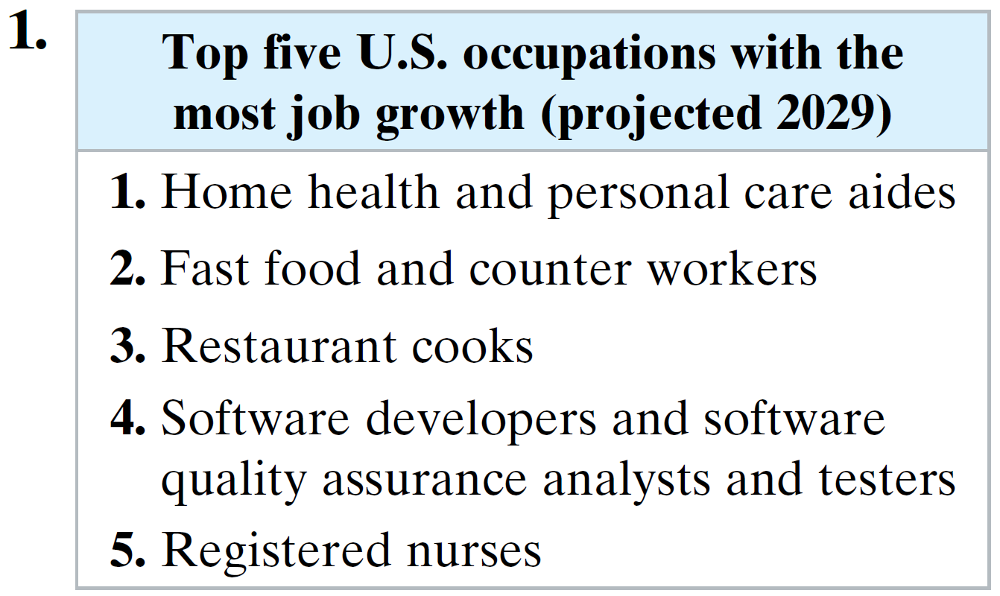 1.
Top five U.S. occupations with the
most job growth (projected 2029)
1. Home health and personal care aides
2. Fast food and counter workers
3. Restaurant cooks
4. Software developers and software
quality assurance analysts and testers
5. Registered nurses